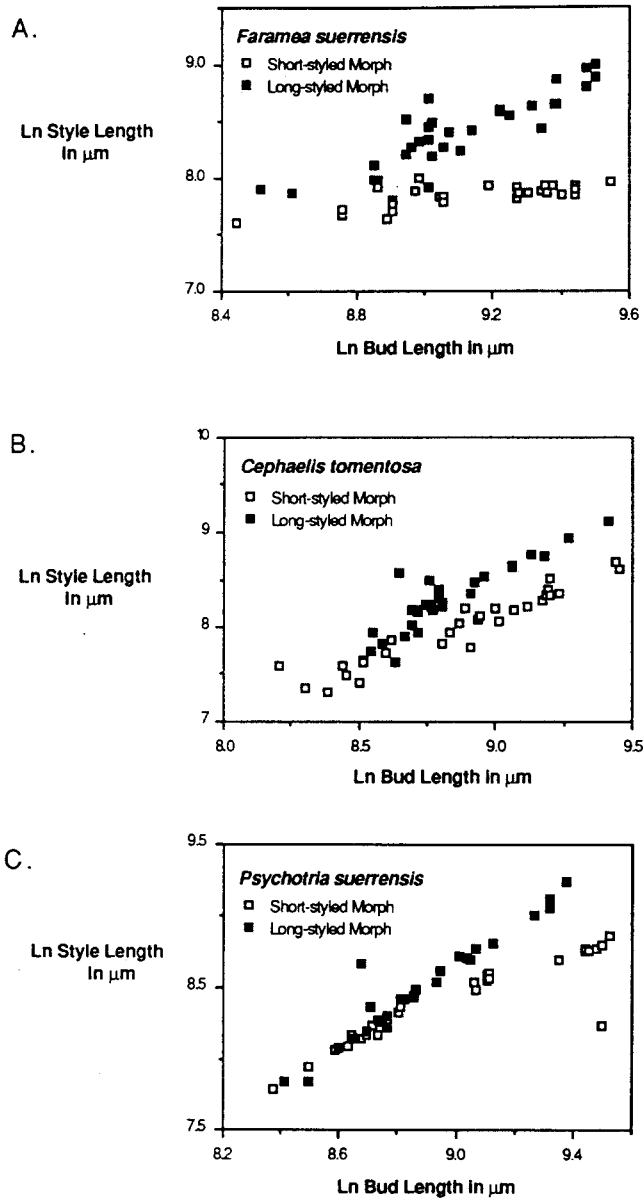 A.
Faramea suerrensis
Short-styled Morph
Long-styled Morph
Ln Style Length
In µm
9.0
8.0
7.0
8.4
8.8
9.2
9.6
Ln Bud Length in µm
B.
Cephaelis tomentosa
Short-styled Morph
Long-styled Morph
Ln Style Length
In µm
10
9
8
7
8.0
8.5
9.0
9.5
Ln Bud Length in µm
C.
Psychotria suerrensis
Short-styled Morph
Long-styled Morph
Ln Style Length
In µm
9.5
8.5
7.5
8.2
8.6
9.0
9.4
Ln Bud Length in µm